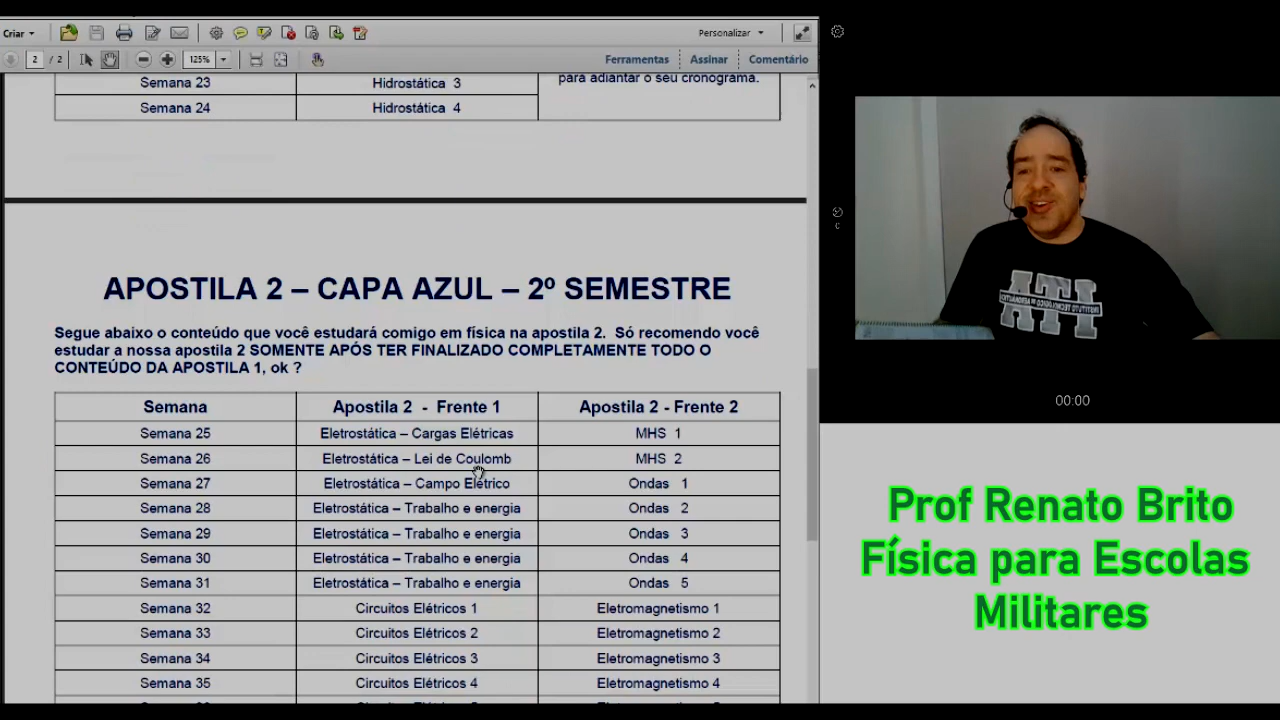 Criar
Personalizar
2 / 2
125%
Ferramentas
Assinar
Comentário
Semana 23 Hidrostática 3 para adiantar o seu cronograma.
Semana 24 Hidrostática 4
APOSTILA 2 – CAPA AZUL – 2º SEMESTRE
Segue abaixo o conteúdo que você estudará comigo em física na apostila 2. Só recomendo você
estudar a nossa apostila 2 SOMENTE APÓS TER FINALIZADO COMPLETAMENTE TODO O
CONTEÚDO DA APOSTILA 1, ok ?
Semana Apostila 2 - Frente 1 Apostila 2 - Frente 2
Semana 25 Eletrostática – Cargas Elétricas MHS 1
Semana 26 Eletrostática – Lei de Coulomb MHS 2
Semana 27 Eletrostática – Campo Elétrico Ondas 1
Semana 28 Eletrostática – Trabalho e energia Ondas 2
Semana 29 Eletrostática – Trabalho e energia Ondas 3
Semana 30 Eletrostática – Trabalho e energia Ondas 4
Semana 31 Eletrostática – Trabalho e energia Ondas 5
Semana 32 Circuitos Elétricos 1 Eletromagnetismo 1
Semana 33 Circuitos Elétricos 2 Eletromagnetismo 2
Semana 34 Circuitos Elétricos 3 Eletromagnetismo 3
Semana 35 Circuitos Elétricos 4 Eletromagnetismo 4
ITA
INSTITUTO TECNOLÓGICO DE AERONÁUTICA
00:00
Prof Renato Brito
Física para Escolas
Militares